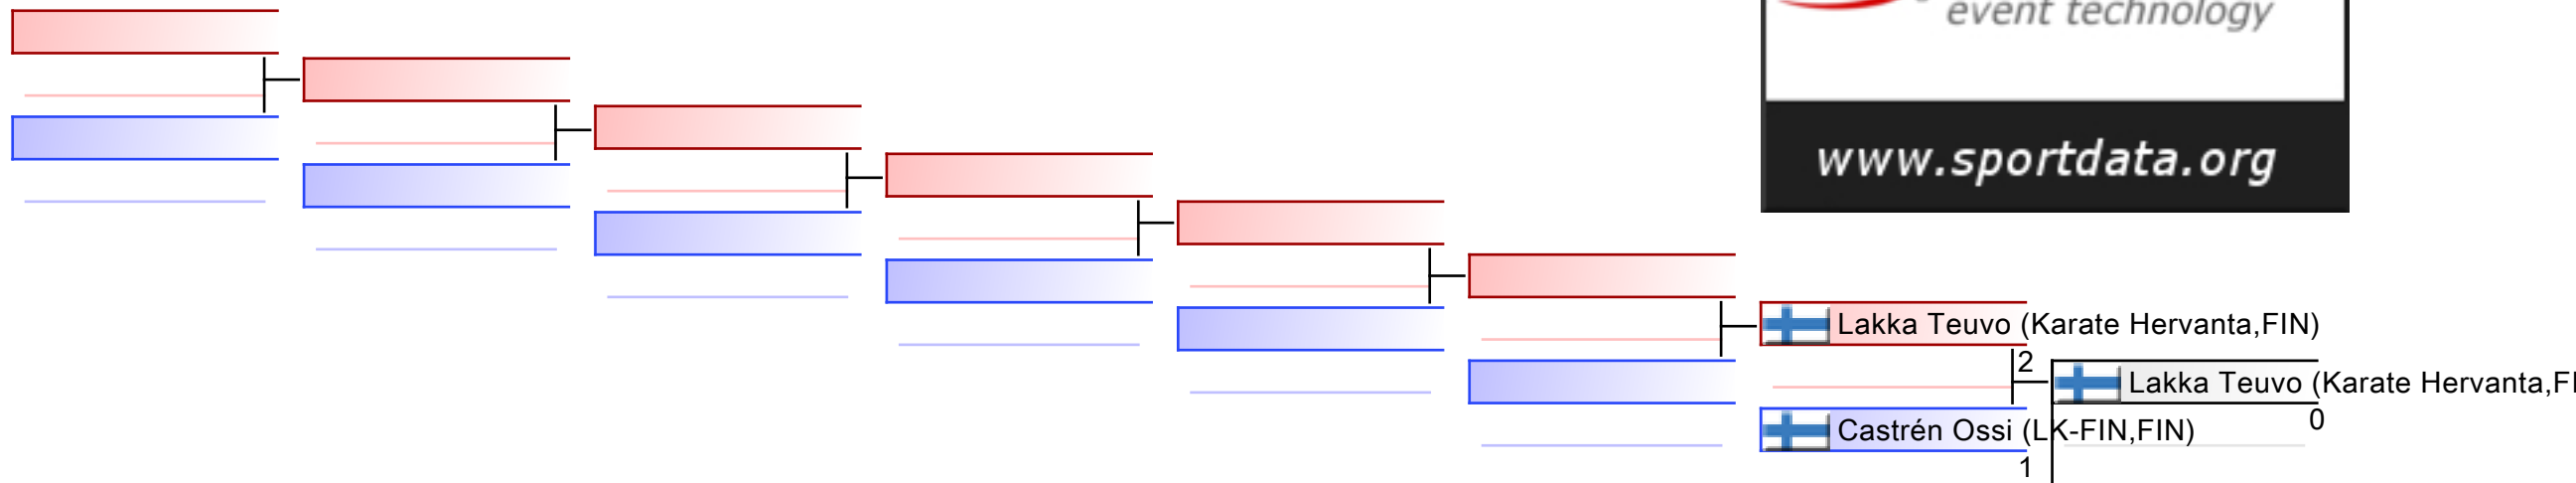 event technology
www.sportdata.org
Lakka Teuvo (Karate Hervanta,FIN)
2
Lakka Teuvo (Karate Hervanta,FI
0
Castrén Ossi (LK-FIN,FIN)
1